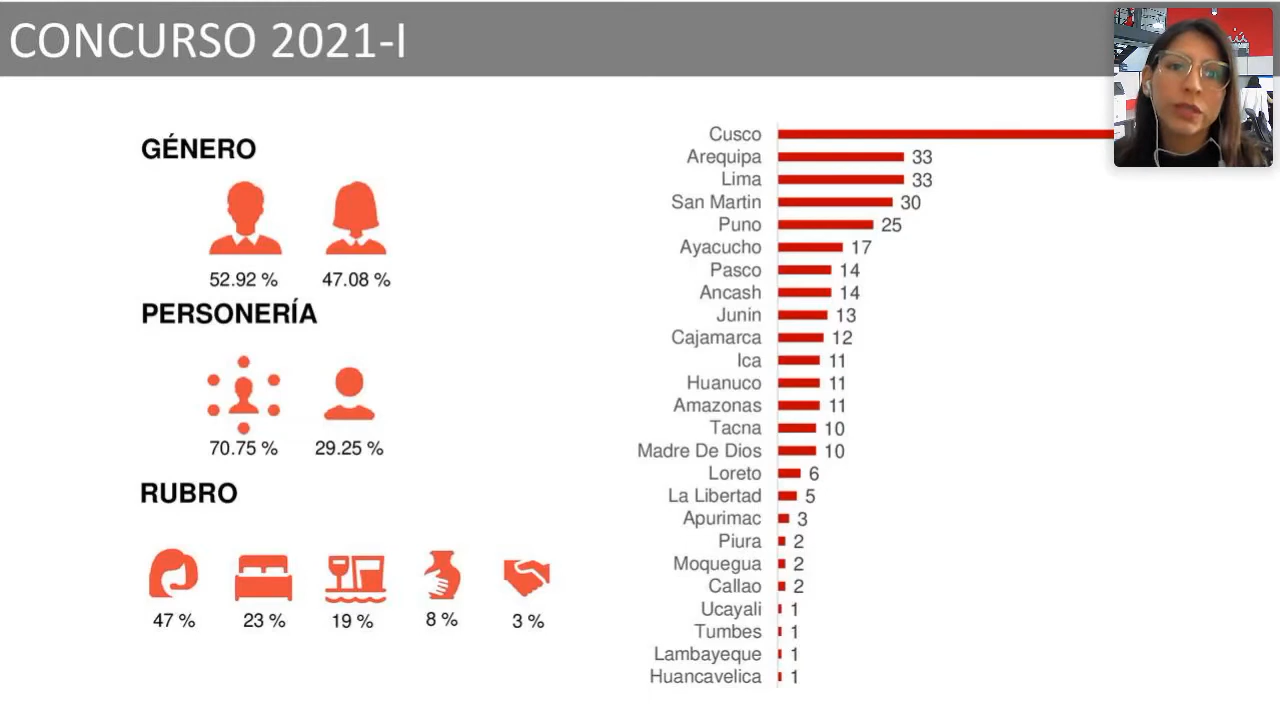 CONCURSO 2021-I
GÉNERO
52.92 % 47.08 %
PERSONERÍA
70.75 % 29.25 %
RUBRO
47 % 23 % 19 % 8 % 3 %
Cusco
Arequipa 33
Lima 33
San Martin 30
Puno 25
Ayacucho 17
Pasco 14
Ancash 14
Junin 13
Cajamarca 12
Ica 11
Huanuco 11
Amazonas 11
Tacna 10
Madre De Dios 10
Loreto 6
La Libertad 5
Apurimac 3
Piura 2
Moquegua 2
Callao 2
Ucayali 1
Tumbes 1
Lambayeque 1
Huancavelica 1